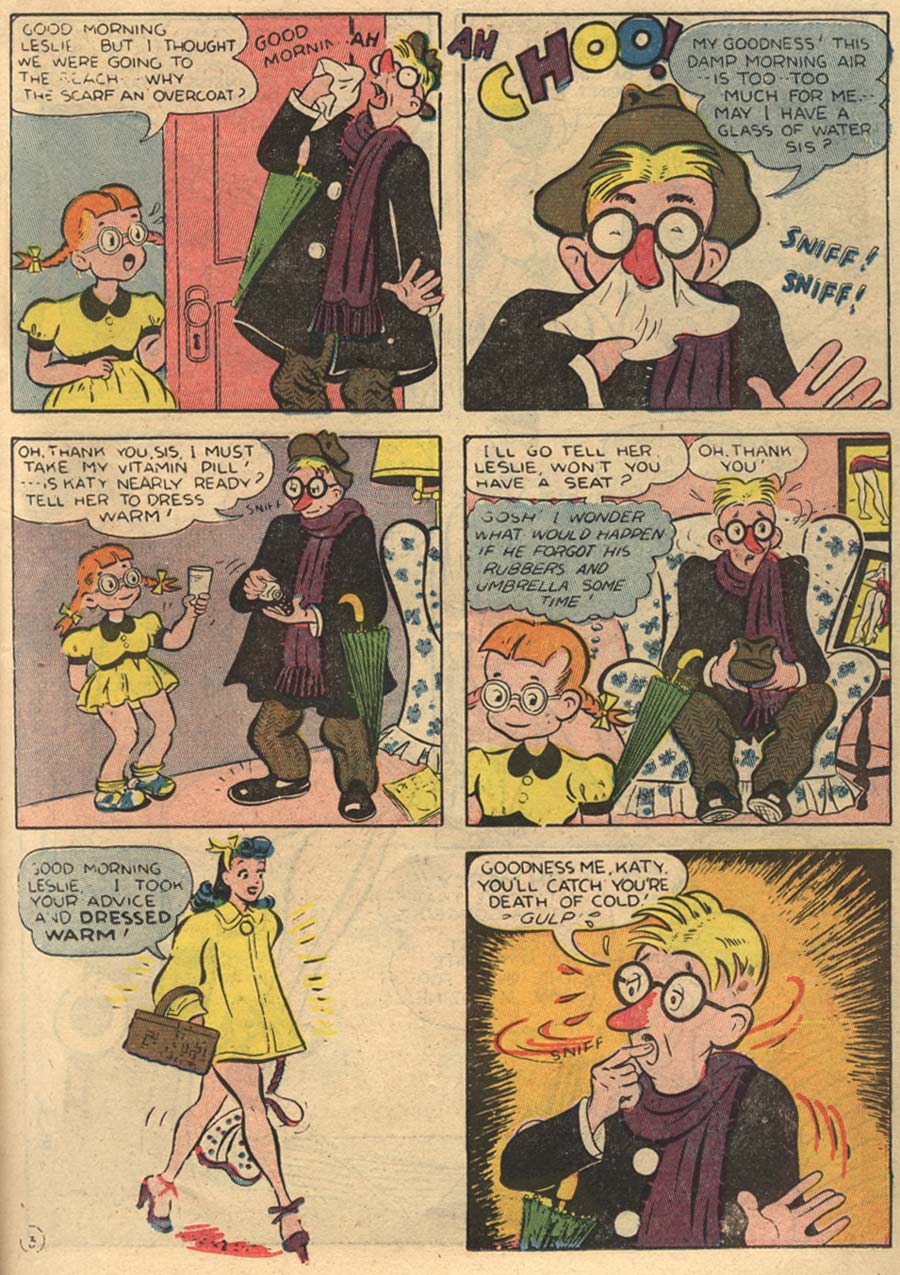 GOOD MORNING
LESLIE BUT I THOUGHT
WE WERE GOING TO
THE BEACH - WHY
THE SCARF AN' OVERCOAT?
GOOD
MORNIN AH
AH
CHOO!
MY GOODNESS! THIS
DAMP MORNING AIR
--IS TOO--TOO
MUCH FOR ME--
MAY I HAVE A
GLASS OF WATER
SIS?
SNIFF!
SNIFF!
OH, THANK YOU, SIS, I MUST
TAKE MY VITAMIN PILL!
---IS KATY NEARLY READY?
TELL HER TO DRESS
WARM!
SNIFF
I'LL GO TELL HER
LESLIE, WON'T YOU
HAVE A SEAT?
OH, THANK
YOU!
GOSH I WONDER
WHAT WOULD HAPPEN
IF HE FORGOT HIS
RUBBERS AND
UMBRELLA SOME
TIME!
GOOD MORNING
LESLIE, I TOOK
YOUR ADVICE
AND DRESSED
WARM!
GOODNESS ME, KATY,
YOU'LL CATCH YOU'RE
DEATH OF COLD!
GULP!
SNIFF